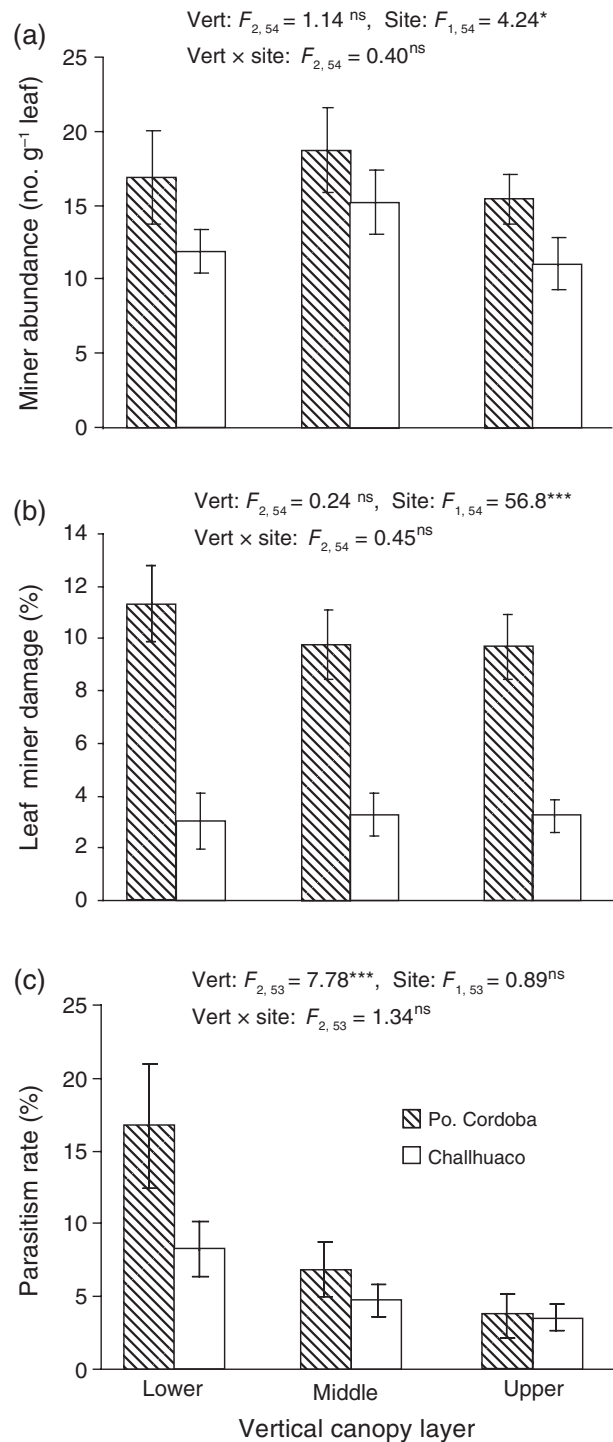 (a)
Vert: F2, 54 = 1.14 ns, Site: F1, 54 = 4.24*
Vert × site: F2, 54 = 0.40ns
Miner abundance (no. g−1 leaf)
25
20
15
10
5
0
(b)
Vert: F2, 54 = 0.24 ns, Site: F1, 54 = 56.8***
Vert × site: F2, 54 = 0.45ns
Leaf miner damage (%)
14
12
10
8
6
4
2
0
(c)
Vert: F2, 53 = 7.78***, Site: F1, 53 = 0.89ns
Vert × site: F2, 53 = 1.34ns
Parasitism rate (%)
25
20
15
10
5
0
Po. Cordoba
Challhuaco
Lower Middle Upper
Vertical canopy layer